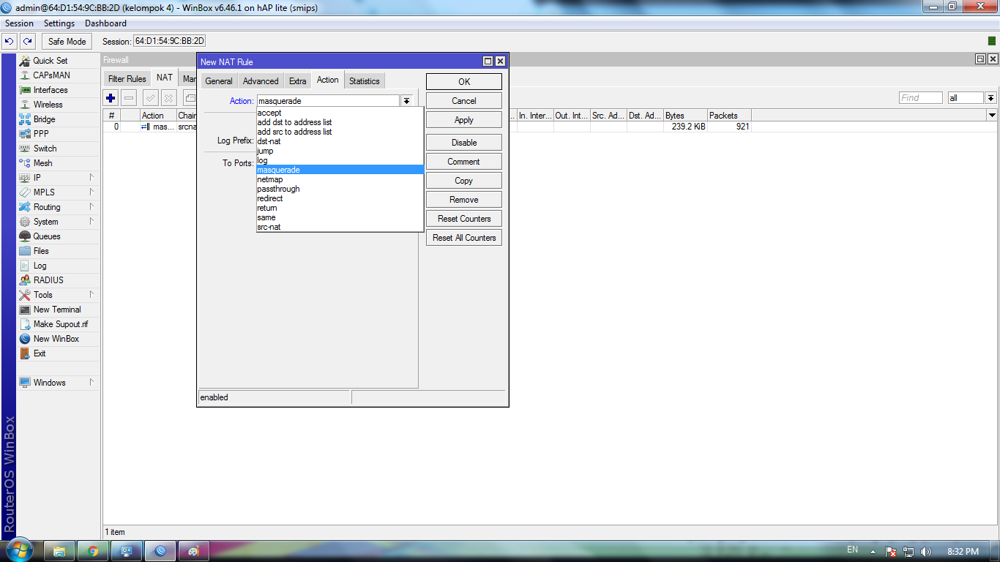 admin@64:D1:54:9C:BB:2D (kelompok 4) - WinBox v6.46.1 on hAP lite (smips)
Session Settings Dashboard
Safe Mode Session: 64:D1:54:9C:BB:2D
Quick Set
CAPsMAN
Interfaces
Wireless
Bridge
PPP
Switch
Mesh
IP
MPLS
Routing
System
Queues
Files
Log
RADIUS
Tools
New Terminal
Make Supout.rif
New WinBox
Exit
Windows
RouterOS WinBox
Firewall
Filter Rules NAT Man
Find all
# Action Chain ... In. Inter... Out. Int... Src. Ad... Dst. Ad... Bytes Packets
0 mas... srcna 239.2 KiB 921
1 item
New NAT Rule
General Advanced Extra Action Statistics
Action: masquerade
accept
add dst to address list
add src to address list
dst-nat
jump
log
masquerade
netmap
passthrough
redirect
return
same
src-nat
Log Prefix:
To Ports:
OK
Cancel
Apply
Disable
Comment
Copy
Remove
Reset Counters
Reset All Counters
enabled
EN 8:32 PM